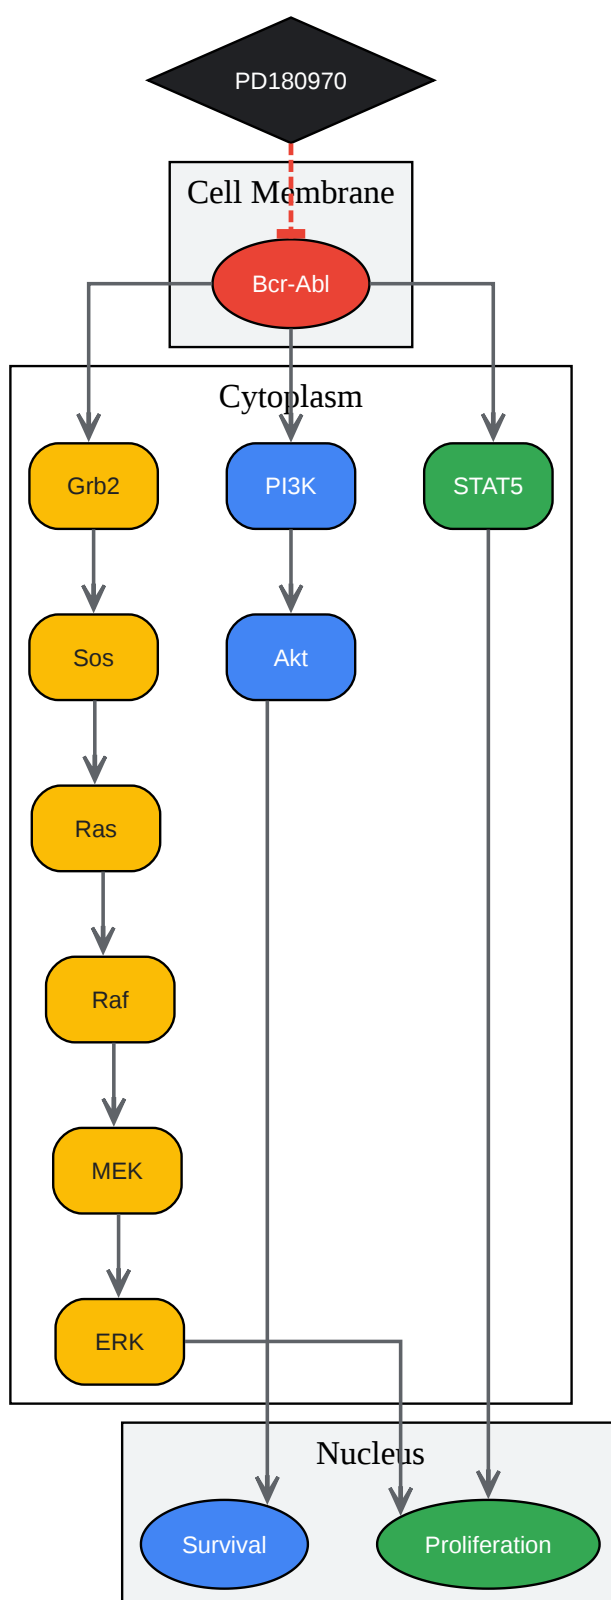 PD180970
Cell Membrane
Bcr-Abl
Cytoplasm
Grb2
PI3K
STAT5
Sos
Akt
Ras
Raf
MEK
ERK
Nucleus
Survival
Proliferation